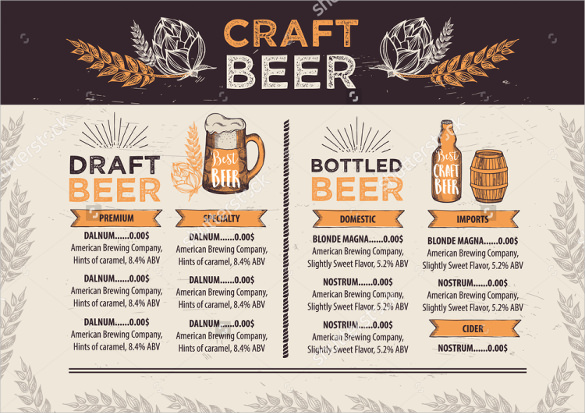 CRAFT
BEER
DRAFT
BEER
Best
BEER
PREMIUM
DALNUM......0.00$
American Brewing Company,
Hints of caramel, 8.4% ABV
DALNUM......0.00$
American Brewing Company,
Hints of caramel, 8.4% ABV
DALNUM......0.00$
American Brewing Company,
Hints of caramel, 8.4% ABV
SPECIALTY
DALNUM......0.00$
American Brewing Company,
Hints of caramel, 8.4% ABV
DALNUM......0.00$
American Brewing Company,
Hints of caramel, 8.4% ABV
DALNUM......0.00$
American Brewing Company,
Hints of caramel, 8.4% ABV
BOTTLED
BEER
Best
CRAFT
BEER
DOMESTIC
BLONDE MAGNA......0.00$
American Brewing Company,
Slightly Sweet Flavor, 5.2% ABV
NOSTRUM......0.00$
American Brewing Company,
Slightly Sweet Flavor, 5.2% ABV
NOSTRUM......0.00$
American Brewing Company,
Slightly Sweet Flavor, 5.2% ABV
IMPORTS
BLONDE MAGNA......0.00$
American Brewing Company,
Slightly Sweet Flavor, 5.2% ABV
NOSTRUM......0.00$
American Brewing Company,
Slightly Sweet Flavor, 5.2% ABV
CIDER
NOSTRUM......0.00$